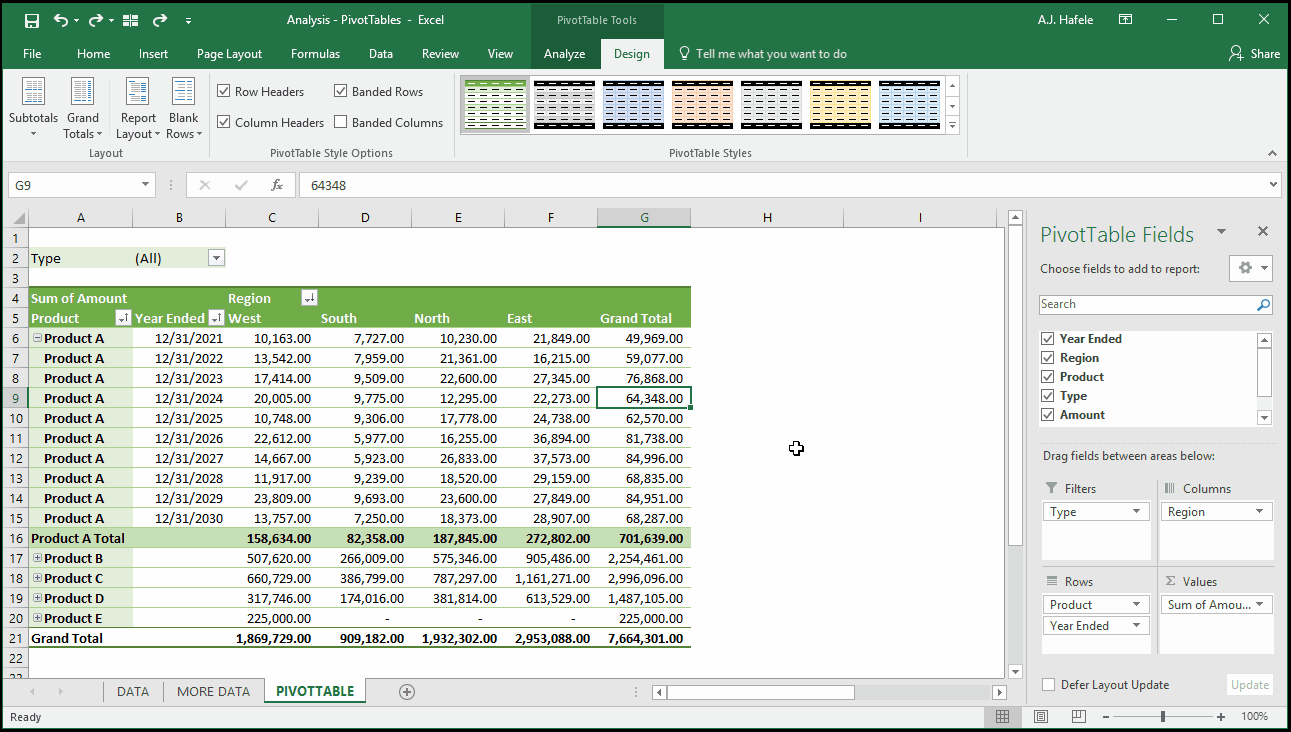 Analysis - PivotTables - Excel
PivotTable Tools
A.J. Hafele
File Home Insert Page Layout Formulas Data Review View Analyze Design Tell me what you want to do Share
Subtotals Grand Totals Report Layout Blank Rows
Layout
Row Headers Banded Rows
Column Headers Banded Columns
PivotTable Style Options
PivotTable Styles
G9 fx 64348
A B C D E F G H I
1
2 Type (All)
3
4 Sum of Amount Region
5 Product Year Ended West South North East Grand Total
6 Product A 12/31/2021 10,163.00 7,727.00 10,230.00 21,849.00 49,969.00
7 Product A 12/31/2022 13,542.00 7,959.00 21,361.00 16,215.00 59,077.00
8 Product A 12/31/2023 17,414.00 9,509.00 22,600.00 27,345.00 76,868.00
9 Product A 12/31/2024 20,005.00 9,775.00 12,295.00 22,273.00 64,348.00
10 Product A 12/31/2025 10,748.00 9,306.00 17,778.00 24,738.00 62,570.00
11 Product A 12/31/2026 22,612.00 5,977.00 16,255.00 36,894.00 81,738.00
12 Product A 12/31/2027 14,667.00 5,923.00 26,833.00 37,573.00 84,996.00
13 Product A 12/31/2028 11,917.00 9,239.00 18,520.00 29,159.00 68,835.00
14 Product A 12/31/2029 23,809.00 9,693.00 23,600.00 27,849.00 84,951.00
15 Product A 12/31/2030 13,757.00 7,250.00 18,373.00 28,907.00 68,287.00
16 Product A Total 158,634.00 82,358.00 187,845.00 272,802.00 701,639.00
17 Product B 507,620.00 266,009.00 575,346.00 905,486.00 2,254,461.00
18 Product C 660,729.00 386,799.00 787,297.00 1,161,271.00 2,996,096.00
19 Product D 317,746.00 174,016.00 381,814.00 613,529.00 1,487,105.00
20 Product E 225,000.00 - - - 225,000.00
21 Grand Total 1,869,729.00 909,182.00 1,932,302.00 2,953,088.00 7,664,301.00
22
23
PivotTable Fields
Choose fields to add to report:
Search
Year Ended
Region
Product
Type
Amount
Drag fields between areas below:
Filters Columns
Type Region
Rows Σ Values
Product Sum of Amou...
Year Ended
Defer Layout Update Update
DATA MORE DATA PIVOTTABLE
Ready 100%